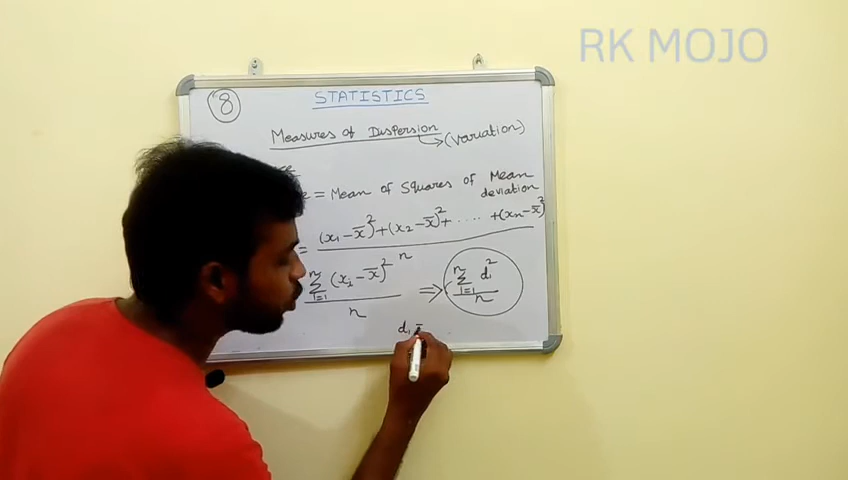 RK MOJO
8
STATISTICS
Measures of Dispersion
→ (variation)
= Mean of Squares of Mean
deviation
= (x₁ - x̄)² + (x₂ - x̄)² + .... + (xₙ - x̄)²
n
n
∑ (xᵢ - x̄)²
i=1
n
⇒
n
∑ dᵢ²
i=1
n
dᵢ =